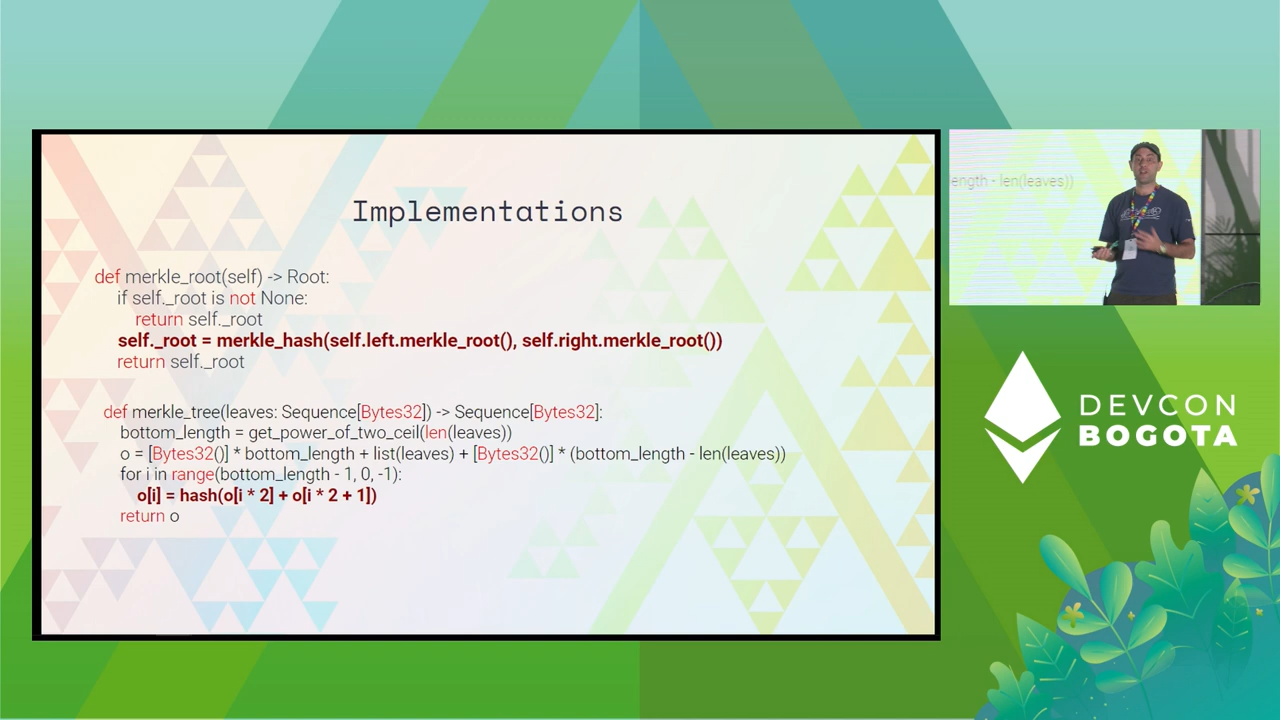 Implementations
def merkle_root(self) -> Root:
if self._root is not None:
return self._root
self._root = merkle_hash(self.left.merkle_root(), self.right.merkle_root())
return self._root
def merkle_tree(leaves: Sequence[Bytes32]) -> Sequence[Bytes32]:
bottom_length = get_power_of_two_ceil(len(leaves))
o = [Bytes32()] * bottom_length + list(leaves) + [Bytes32()] * (bottom_length - len(leaves))
for i in range(bottom_length - 1, 0, -1):
o[i] = hash(o[i * 2] + o[i * 2 + 1])
return o
ength - len(leaves))
DEVCON
BOGOTA